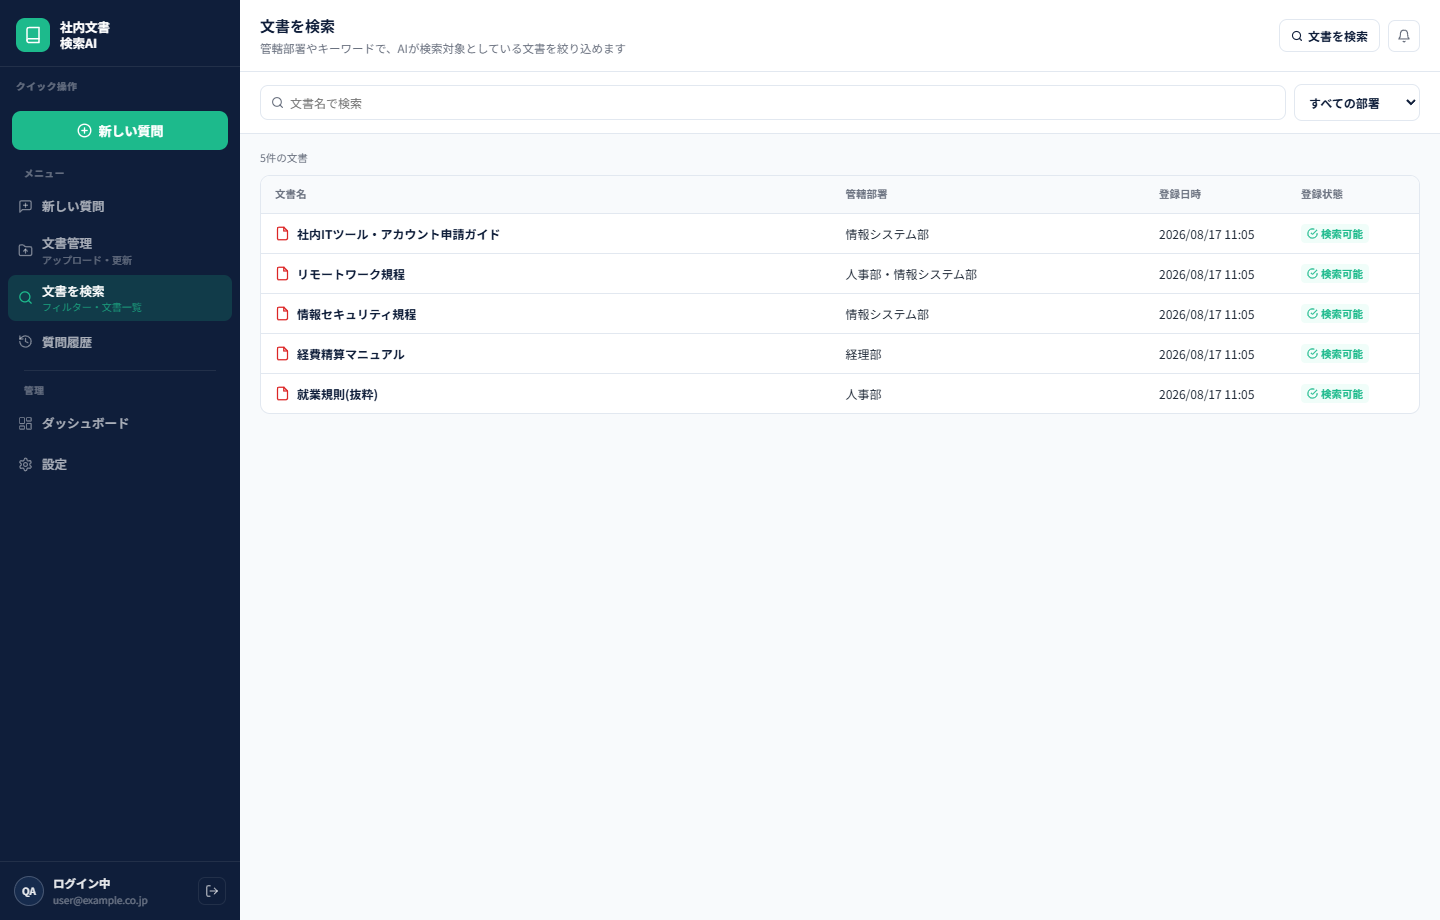 社内文書
検索AI
クイック操作
新しい質問
メニュー
新しい質問
文書管理
アップロード・更新
文書を検索
フィルター・文書一覧
質問履歴
管理
ダッシュボード
設定
QA
ログイン中
user@example.co.jp
文書を検索
管轄部署やキーワードで、AIが検索対象としている文書を絞り込めます
文書を検索
文書名で検索
すべての部署
5件の文書
文書名 管轄部署 登録日時 登録状態
社内ITツール・アカウント申請ガイド 情報システム部 2026/08/17 11:05 検索可能
リモートワーク規程 人事部・情報システム部 2026/08/17 11:05 検索可能
情報セキュリティ規程 情報システム部 2026/08/17 11:05 検索可能
経費精算マニュアル 経理部 2026/08/17 11:05 検索可能
就業規則(抜粋) 人事部 2026/08/17 11:05 検索可能